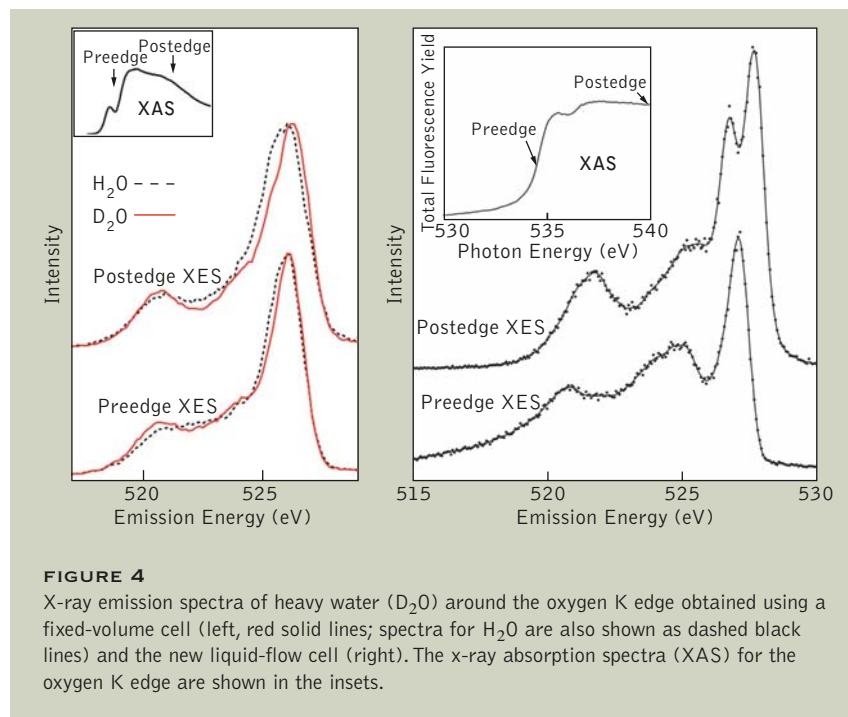 Preedge
Postedge
XAS
H2O
D2O
Postedge XES
Preedge XES
Intensity
520
525
Emission Energy (eV)
Total Fluorescence Yield
Postedge
Preedge
XAS
530
535
540
Photon Energy (eV)
Intensity
Postedge XES
Preedge XES
515
520
525
530
Emission Energy (eV)
FIGURE 4
X-ray emission spectra of heavy water (D2O) around the oxygen K edge obtained using a
fixed-volume cell (left, red solid lines; spectra for H2O are also shown as dashed black
lines) and the new liquid-flow cell (right). The x-ray absorption spectra (XAS) for the
oxygen K edge are shown in the insets.